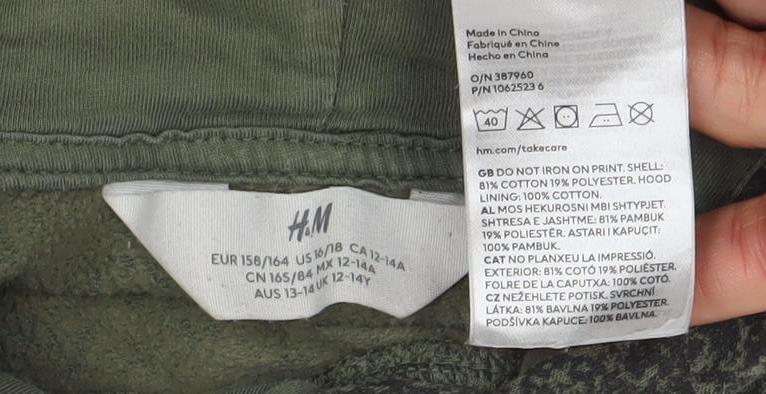 Made in China
Fabriqué en Chine
Hecho en China
O/N 387960
P/N 1062523 6
40
hm.com/takecare
GB DO NOT IRON ON PRINT. SHELL:
81% COTTON 19% POLYESTER. HOOD
LINING: 100% COTTON.
AL MOS HEKUROSNI MBI SHTYPJET.
SHTRESA E JASHTME: 81% PAMBUK
19% POLIESTËR. ASTARI I KAPUÇIT:
100% PAMBUK.
CAT NO PLANXEU LA IMPRESSIÓ.
EXTERIOR: 81% COTÓ 19% POLIÈSTER.
FOLRE DE LA CAPUTXA: 100% COTÓ.
CZ NEŽEHLETE POTISK. SVRCHNÍ
LÁTKA: 81% BAVLNA 19% POLYESTER.
PODŠÍVKA KAPUCE: 100% BAVLNA.
H&M
EUR 158/164 US 16/18 CA 12-14A
CN 165/84 MX 12-14A
AUS 13-14 UK 12-14Y